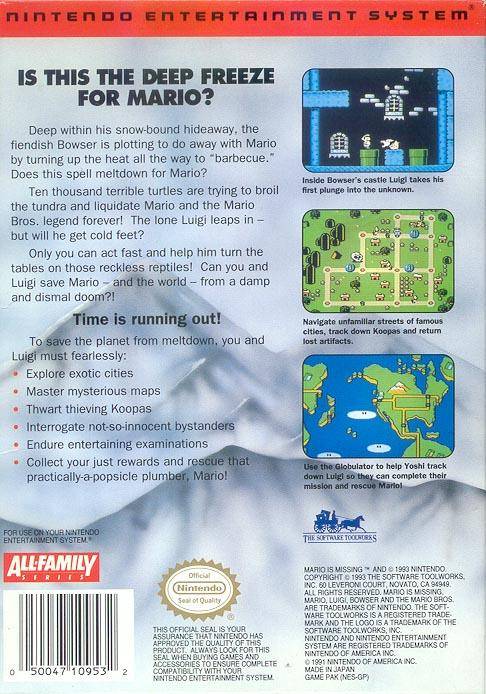 NINTENDO ENTERTAINMENT SYSTEM®
IS THIS THE DEEP FREEZE
FOR MARIO?
Deep within his snow-bound hideaway, the
fiendish Bowser is plotting to do away with Mario
by turning up the heat all the way to "barbecue."
Does this spell meltdown for Mario?
Ten thousand terrible turtles are trying to broil
the tundra and liquidate Mario and the Mario
Bros. legend forever! The lone Luigi leaps in –
but will he get cold feet?
Only you can act fast and help him turn the
tables on those reckless reptiles! Can you and
Luigi save Mario – and the world – from a damp
and dismal doom?!
Time is running out!
To save the planet from meltdown, you and
Luigi must fearlessly:
• Explore exotic cities
• Master mysterious maps
• Thwart thieving Koopas
• Interrogate not-so-innocent bystanders
• Endure entertaining examinations
• Collect your just rewards and rescue that
practically-a-popsicle plumber, Mario!
Inside Bowser's castle Luigi takes his
first plunge into the unknown.
Navigate unfamiliar streets of famous
cities, track down Koopas and return
lost artifacts.
Use the Globulator to help Yoshi track
down Luigi so they can complete their
mission and rescue Mario!
THE SOFTWARE TOOLWORKS
FOR USE ON YOUR NINTENDO
ENTERTAINMENT SYSTEM.®
ALL-FAMILY
SERIES
Official
Nintendo
Seal of Quality
THIS OFFICIAL SEAL IS YOUR
ASSURANCE THAT NINTENDO HAS
APPROVED THE QUALITY OF THIS
PRODUCT. ALWAYS LOOK FOR THIS
SEAL WHEN BUYING GAMES AND
ACCESSORIES TO ENSURE COMPLETE
COMPATIBILITY WITH YOUR
NINTENDO ENTERTAINMENT SYSTEM.
0 50047 10953 2
MARIO IS MISSING ™ AND © 1993 NINTENDO.
COPYRIGHT © 1993 THE SOFTWARE TOOLWORKS,
INC. 60 LEVERONI COURT, NOVATO, CA 94949.
ALL RIGHTS RESERVED. MARIO IS MISSING,
MARIO, LUIGI, BOWSER AND THE MARIO BROS.
ARE TRADEMARKS OF NINTENDO. THE SOFT-
WARE TOOLWORKS IS A REGISTERED TRADE-
MARK AND THE LOGO IS A TRADEMARK OF THE
SOFTWARE TOOLWORKS, INC.
NINTENDO AND NINTENDO ENTERTAINMENT
SYSTEM ARE REGISTERED TRADEMARKS OF
NINTENDO OF AMERICA INC.
© 1991 NINTENDO OF AMERICA INC.
MADE IN JAPAN
GAME PAK (NES-GP)